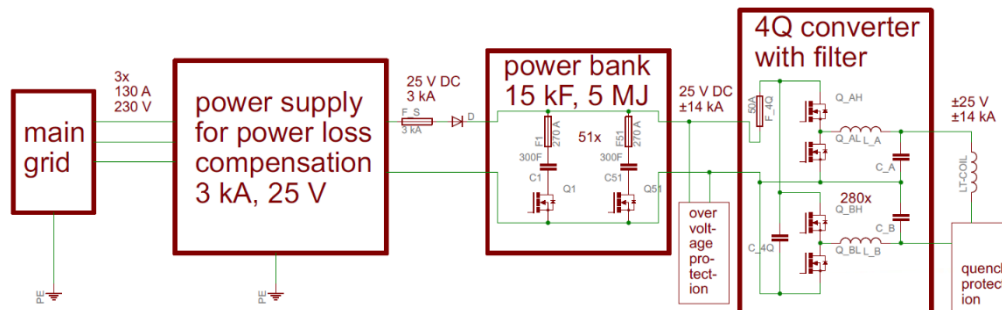 main
grid
3x
130 A
230 V
PE
power supply
for power loss
compensation
3 kA, 25 V
PE
25 V DC
3 kA
F_S
3 kA
D
power bank
15 kF, 5 MJ
F1
270 A
51x
F51
270 A
300F
C1
Q1
300F
C51
Q51
25 V DC
±14 kA
over
volt-
age
pro-
tect-
ion
4Q converter
with filter
50A
F_4Q
Q_AH
Q_AL
L_A
C_A
280x
Q_BH
C_B
C_4Q
Q_BL
L_B
±25 V
±14 kA
LT-COIL
quench
protect-
ion